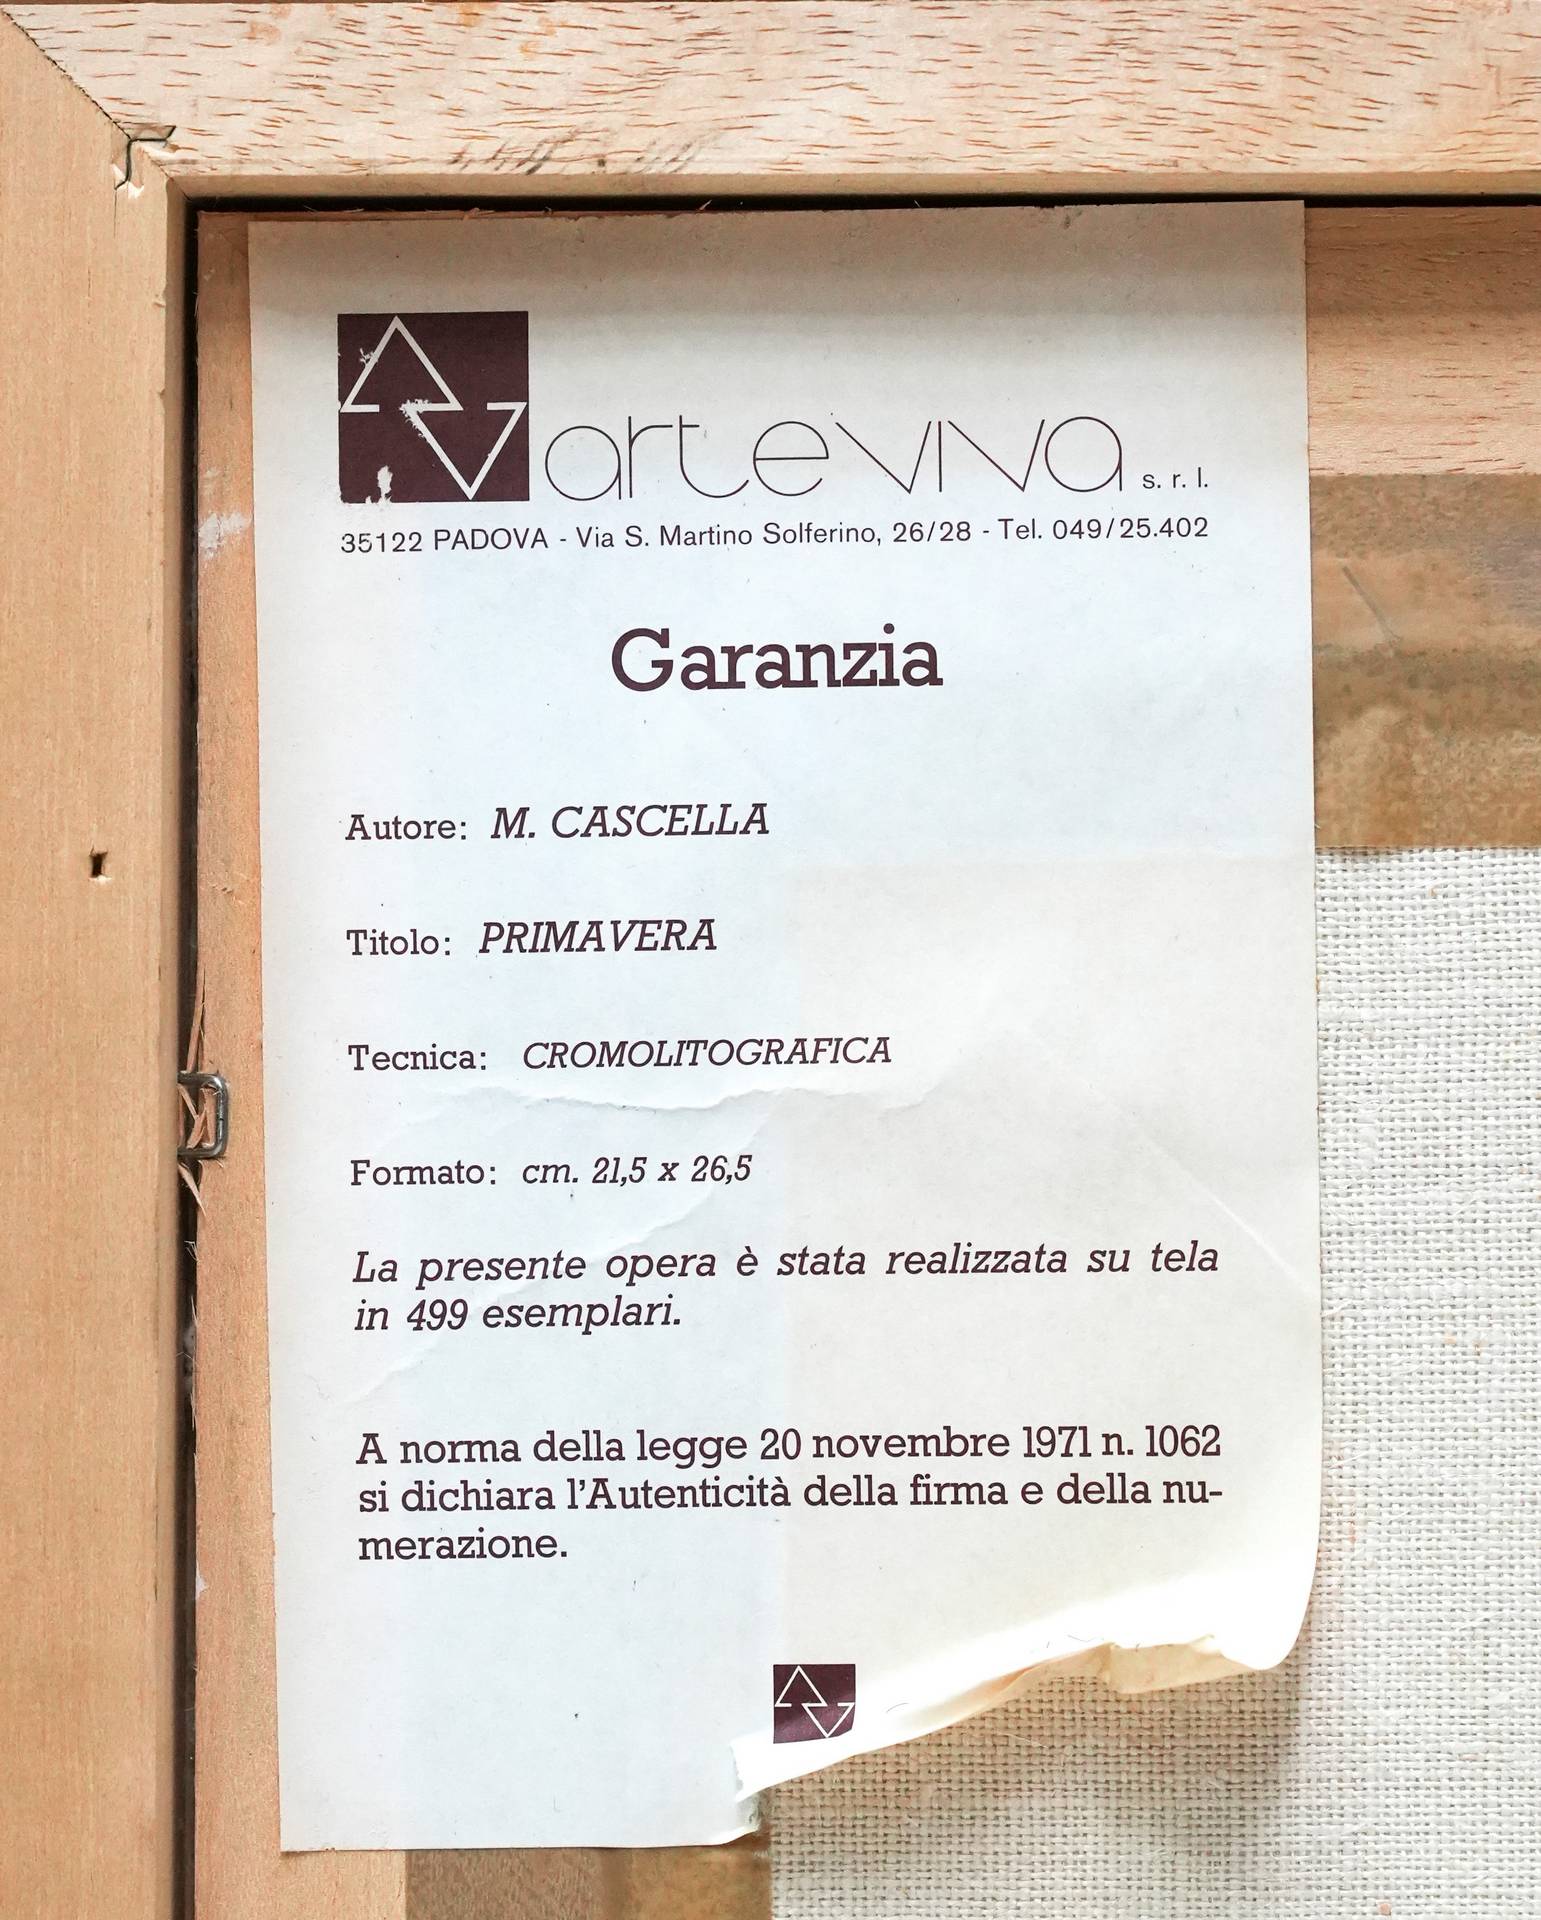 arte viva s. r. l.
35122 PADOVA - Via S. Martino Solferino, 26/28 - Tel. 049/25.402
Garanzia
Autore: M. CASCELLA
Titolo: PRIMAVERA
Tecnica: CROMOLITOGRAFICA
Formato: cm. 21,5 x 26,5
La presente opera è stata realizzata su tela
in 499 esemplari.
A norma della legge 20 novembre 1971 n. 1062
si dichiara l'Autenticità della firma e della nu-
merazione.